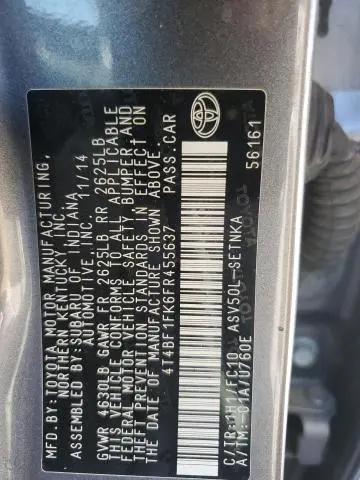 MFD.BY:TOYOTA MOTOR MANUFACTURING,
NORTHERN KENTUCKY, INC.
BY:SUBARU OF INDIANA
AUTOMOTIVE, INC. 11/14
GVWR 4630LB GAWR FR 2625LB RR 2625LB
THIS VEHICLE CONFORMS TO ALL APPLICABLE
FEDERAL MOTOR VEHICLE SAFETY, BUMPER, AND
THEFT PREVENTION STANDARDS IN EFFECT ON
THE DATE OF MANUFACTURE SHOWN ABOVE.
4T4BF1FK6FR455837 PASS.CAR
C/TR:1H1/FC10 ASV50L-SETNKA
A/TM:-01A/U760E 56161
TOYOTA